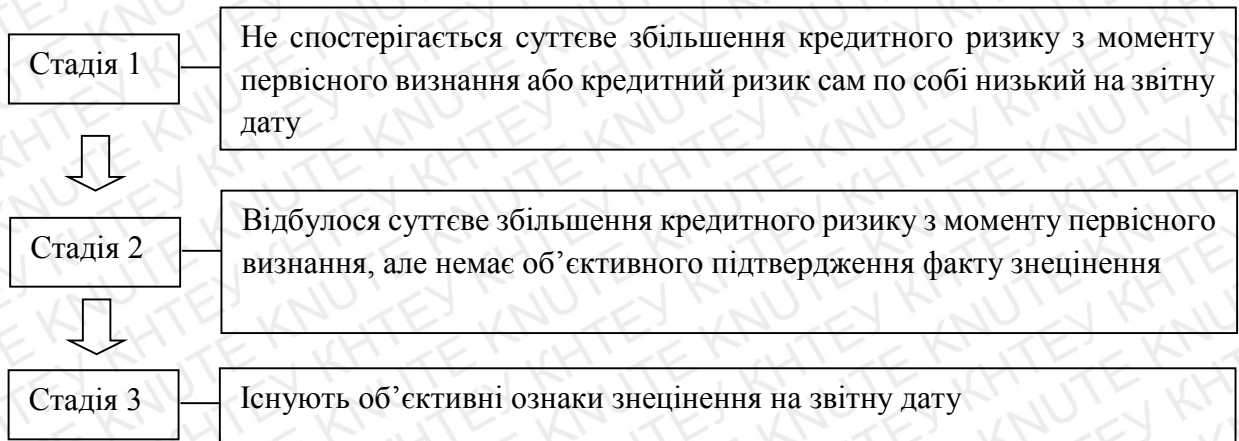 Стадія 1
Не спостерігається суттєве збільшення кредитного ризику з моменту
первісного визнання або кредитний ризик сам по собі низький на звітну
дату
Стадія 2
Відбулося суттєве збільшення кредитного ризику з моменту первісного
визнання, але немає об’єктивного підтвердження факту знецінення
Стадія 3
Існують об’єктивні ознаки знецінення на звітну дату